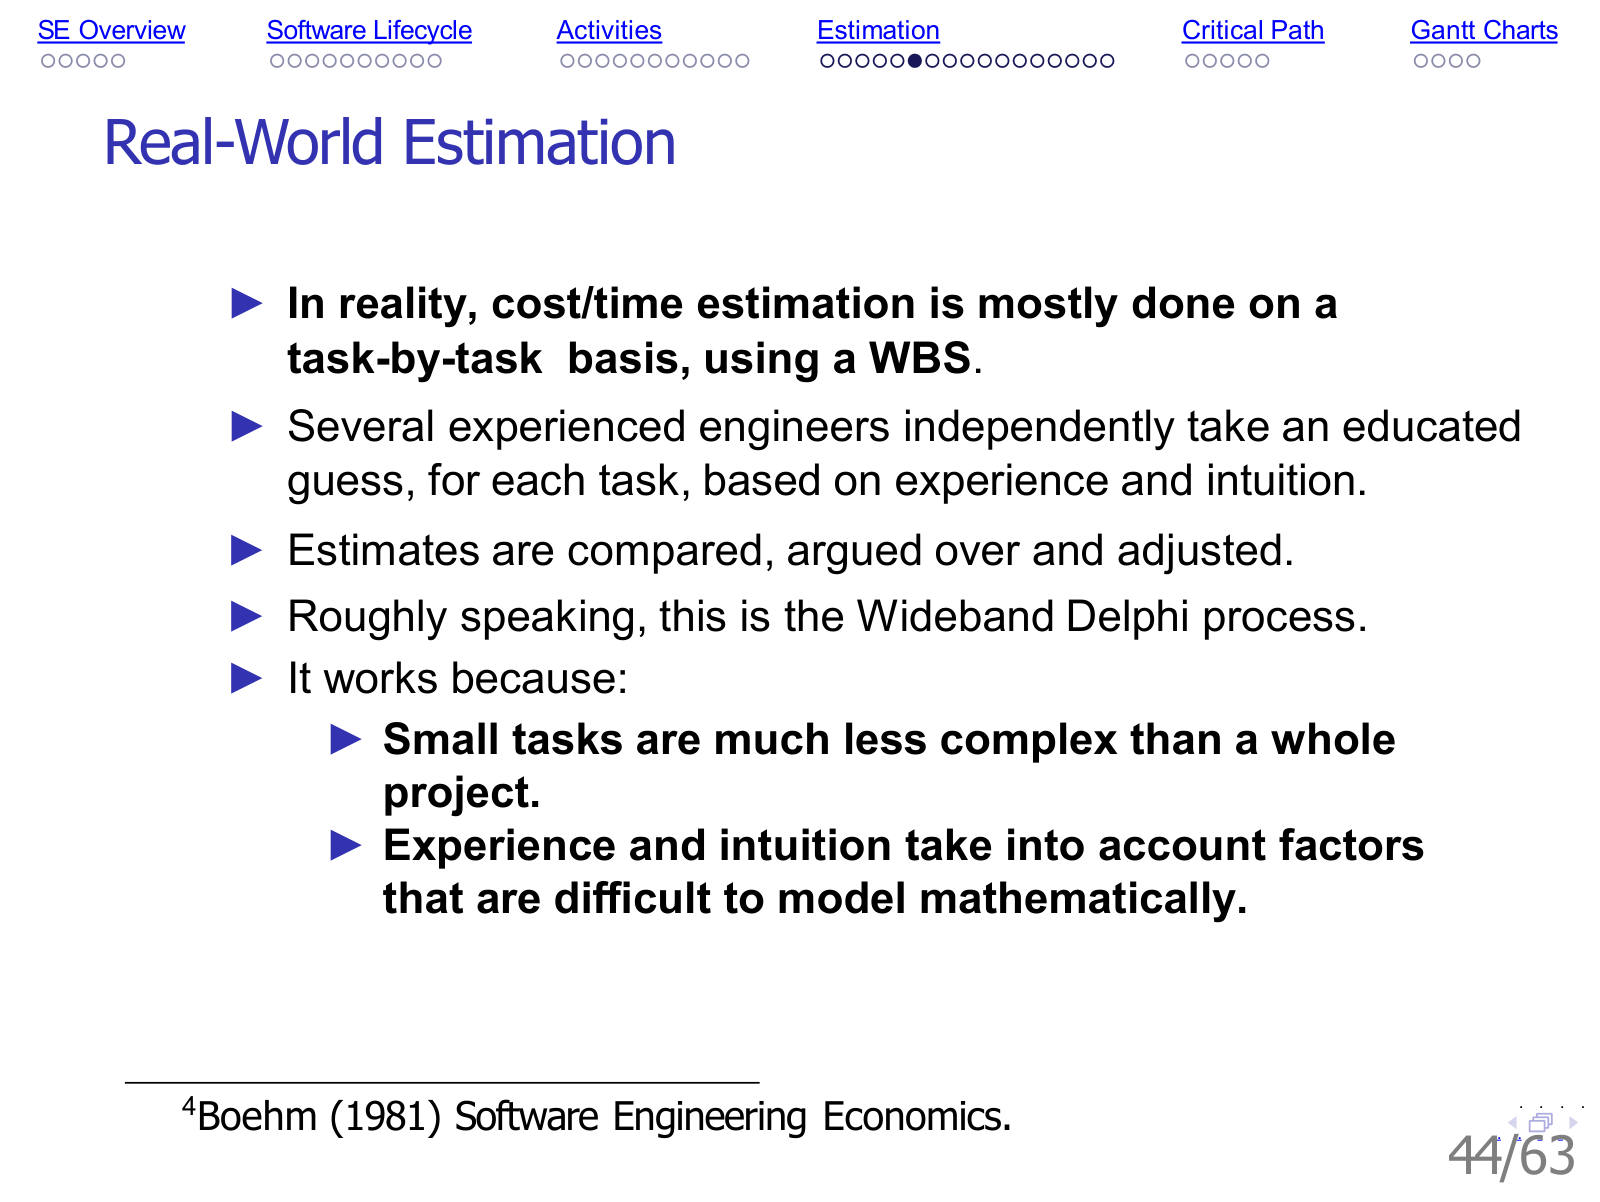 SE Overview Software Lifecycle Activities Estimation Critical Path Gantt Charts
Real-World Estimation
In reality, cost/time estimation is mostly done on a
task-by-task basis, using a WBS.
Several experienced engineers independently take an educated
guess, for each task, based on experience and intuition.
Estimates are compared, argued over and adjusted.
Roughly speaking, this is the Wideband Delphi process.
It works because:
Small tasks are much less complex than a whole
project.
Experience and intuition take into account factors
that are difficult to model mathematically.
4Boehm (1981) Software Engineering Economics.
44/63